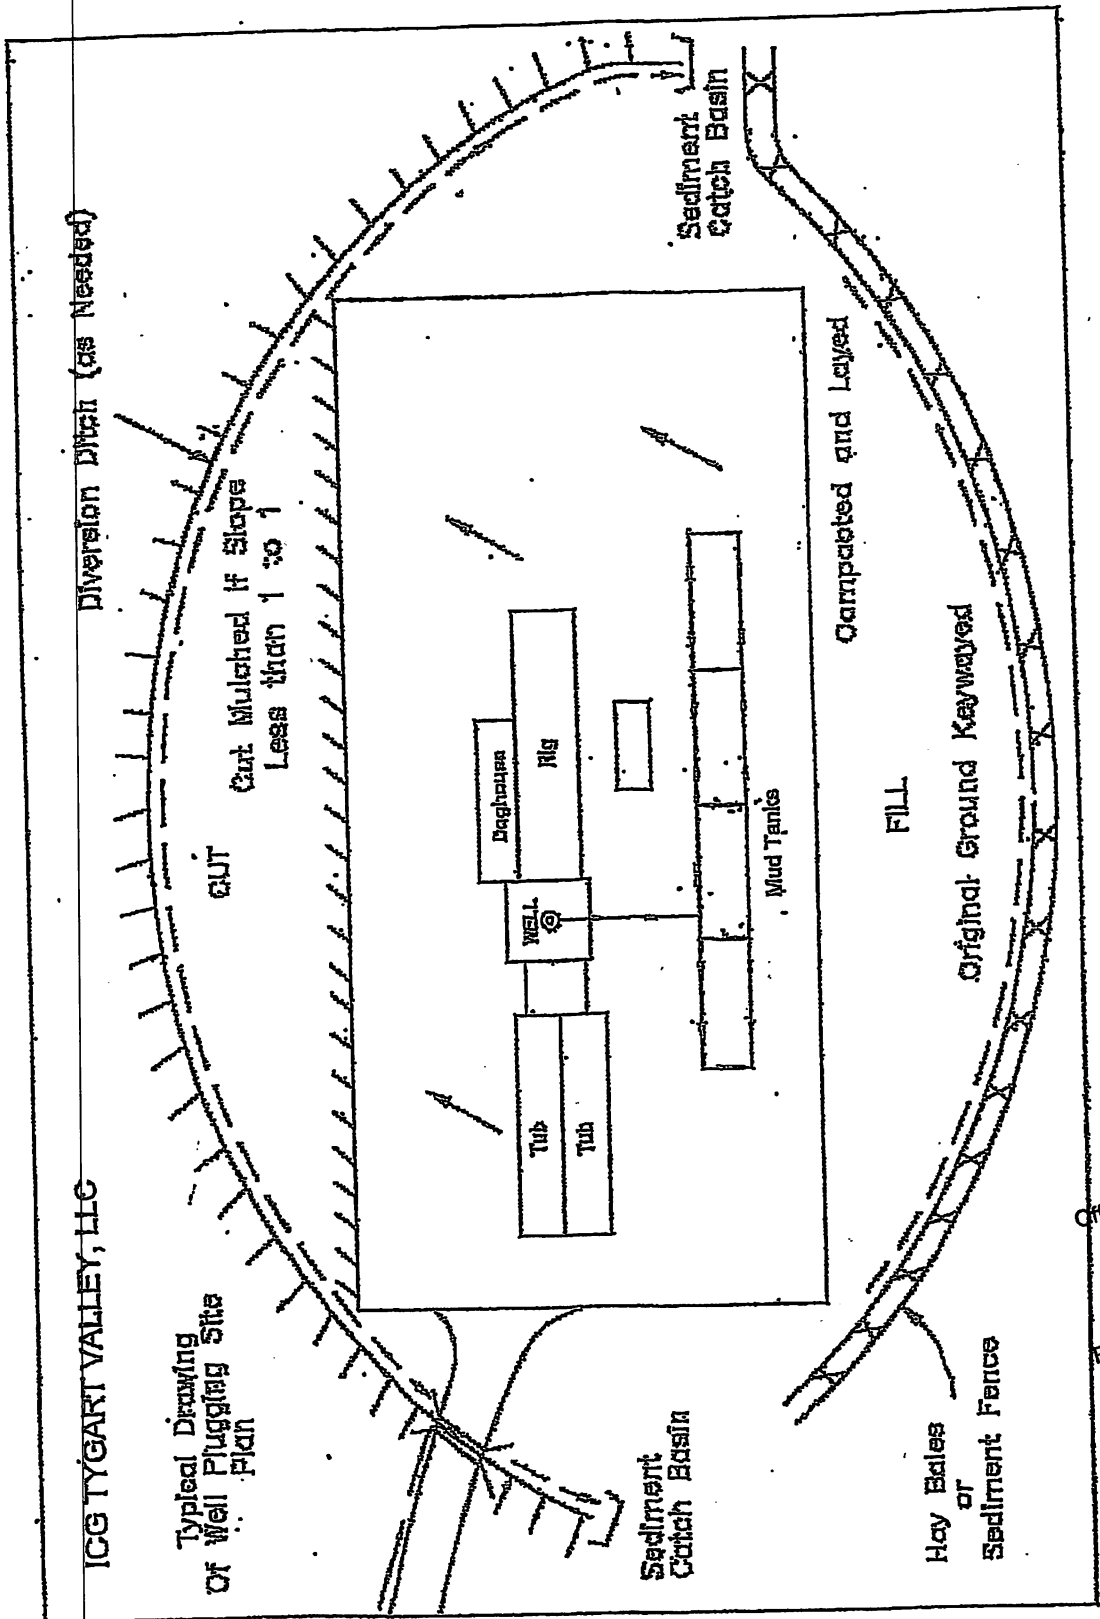 ICG TYGART VALLEY, LLC
Typical Drawing
Of Well Plugging Site
Plan
Diversion Ditch (as Needed)
CUT
Cut Mulched if Slope
Less than 1 to 1
Sediment
Catch Basin
Doghouse
Rig
WELL
Tub
Tub
Mud Tanks
Compacted and Layed
FILL
Original Ground Keywayed
Sediment
Catch Basin
Hay Bales
or
Sediment Fence